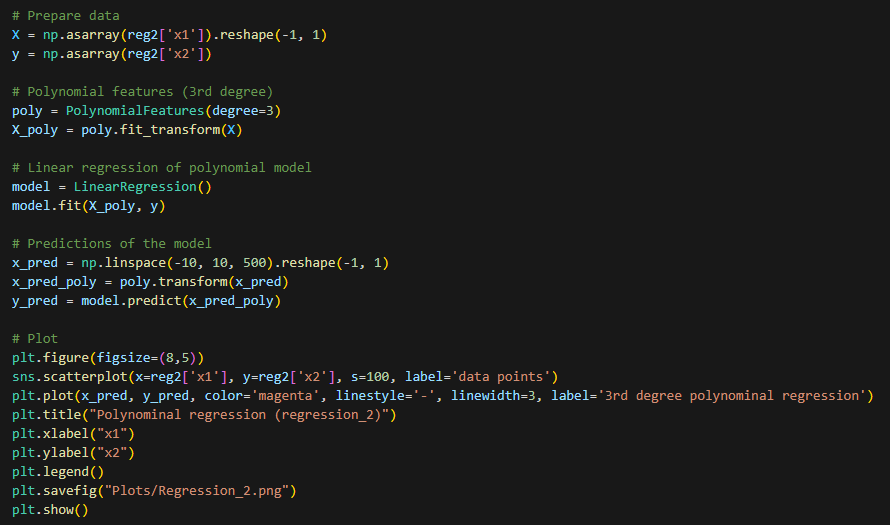 # Prepare data
X = np.asarray(reg2['x1']).reshape(-1, 1)
y = np.asarray(reg2['x2'])
# Polynomial features (3rd degree)
poly = PolynomialFeatures(degree=3)
X_poly = poly.fit_transform(X)
# Linear regression of polynomial model
model = LinearRegression()
model.fit(X_poly, y)
# Predictions of the model
x_pred = np.linspace(-10, 10, 500).reshape(-1, 1)
x_pred_poly = poly.transform(x_pred)
y_pred = model.predict(x_pred_poly)
# Plot
plt.figure(figsize=(8,5))
sns.scatterplot(x=reg2['x1'], y=reg2['x2'], s=100, label='data points')
plt.plot(x_pred, y_pred, color='magenta', linestyle='-', linewidth=3, label='3rd degree polynominal regression')
plt.title("Polynominal regression (regression_2)")
plt.xlabel("x1")
plt.ylabel("x2")
plt.legend()
plt.savefig("Plots/Regression_2.png")
plt.show()